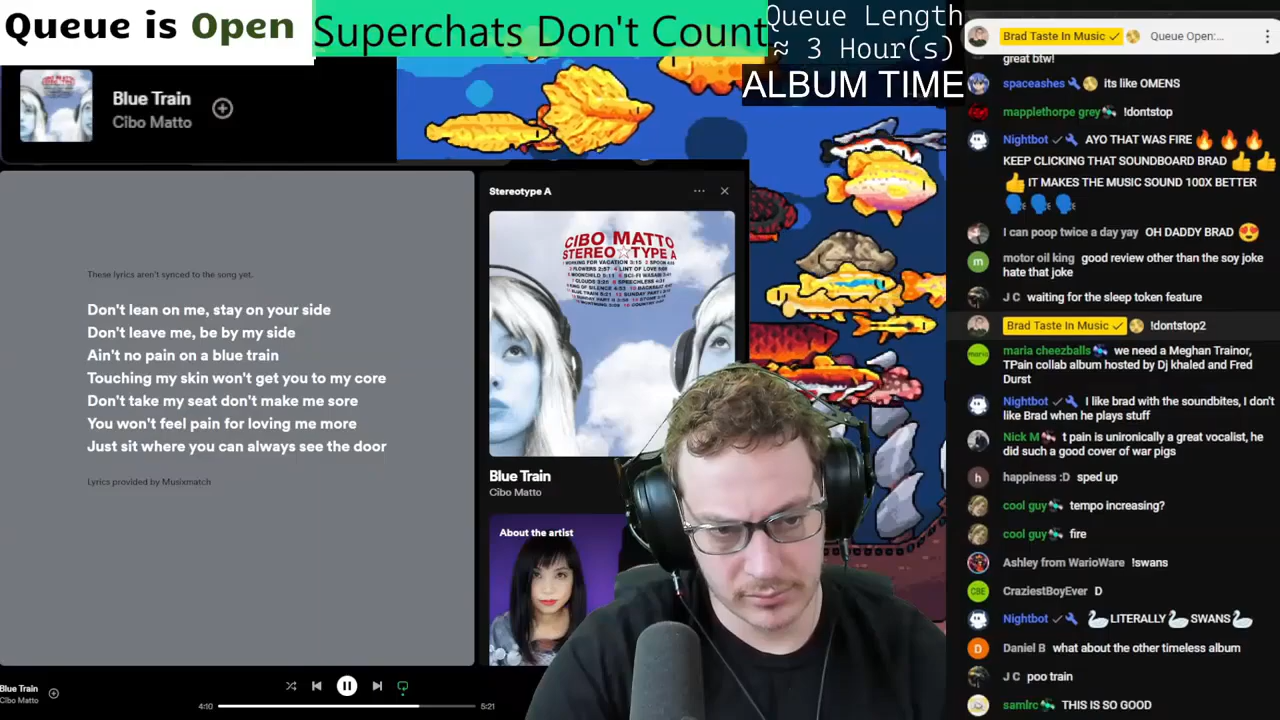 Queue is Open
Superchats Don't Count
Queue Length
≈ 3 Hour(s)
ALBUM TIME
Blue Train
Cibo Matto
These lyrics aren't synced to the song yet.
Don't lean on me, stay on your side
Don't leave me, be by my side
Ain't no pain on a blue train
Touching my skin won't get you to my core
Don't take my seat don't make me sore
You won't feel pain for loving me more
Just sit where you can always see the door
Lyrics provided by Musixmatch
Stereotype A
CIBO MATTO
STEREO☆TYPE A
Blue Train
Cibo Matto
About the artist
Blue Train
Cibo Matto
4:10
5:21
Brad Taste In Music Queue Open:...
great btw!
spaceashes its like OMENS
mapplethorpe grey !dontstop
Nightbot AYO THAT WAS FIRE 🔥 🔥 🔥
KEEP CLICKING THAT SOUNDBOARD BRAD 👍 👍
👍 IT MAKES THE MUSIC SOUND 100X BETTER
🗣️ 🗣️ 🗣️
I can poop twice a day yay OH DADDY BRAD 😍
motor oil king good review other than the soy joke
hate that joke
J C waiting for the sleep token feature
Brad Taste In Music !dontstop2
maria cheezballs we need a Meghan Trainor,
TPain collab album hosted by Dj khaled and Fred
Durst
Nightbot I like brad with the soundbites, I don't
like Brad when he plays stuff
Nick M t pain is unironically a great vocalist, he
did such a good cover of war pigs
happiness :D sped up
cool guy tempo increasing?
cool guy fire
Ashley from WarioWare !swans
CraziestBoyEver D
Nightbot 🦢LITERALLY🦢SWANS🦢
Daniel B what about the other timeless album
J C poo train
samlrc THIS IS SO GOOD